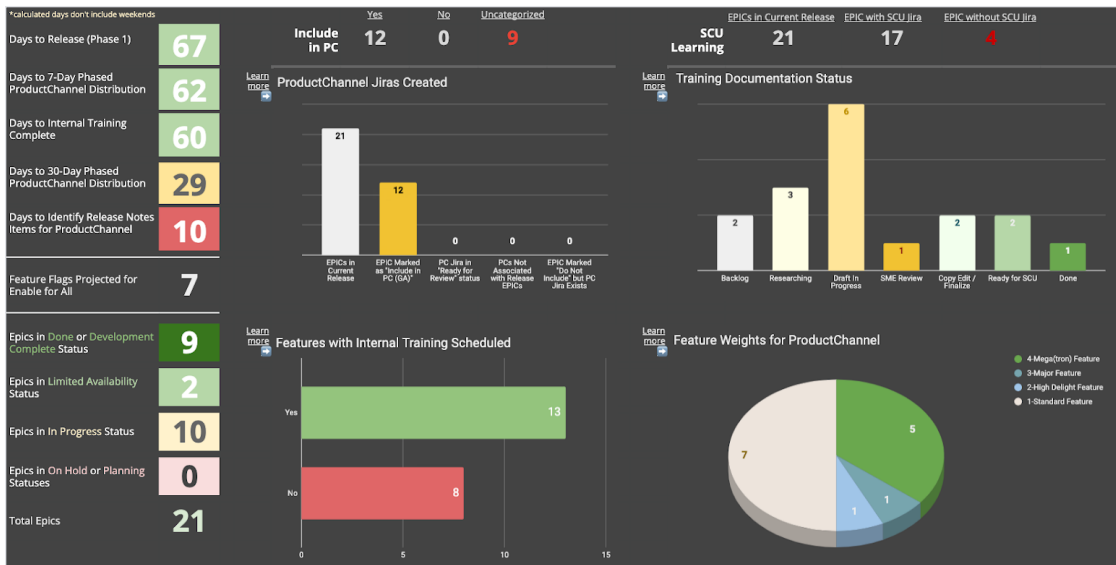 *calculated days don't include weekends
Days to Release (Phase 1)
67
Days to 7-Day Phased
ProductChannel Distribution
62
Days to Internal Training
Complete
60
Days to 30-Day Phased
ProductChannel Distribution
29
Days to Identify Release Notes
Items for ProductChannel
10
Feature Flags Projected for
Enable for All
7
Epics in Done or Development
Complete Status
9
Epics in Limited Availability
Status
2
Epics in In Progress Status
10
Epics in On Hold or Planning
Statuses
0
Total Epics
21
Include
in PC
Yes
No
Uncategorized
12
0
9
SCU
Learning
EPICs in Current Release
EPIC with SCU Jira
EPIC without SCU Jira
21
17
4
Learn
more
ProductChannel Jiras Created
21
12
0
0
0
EPICs in
Current
Release
EPIC Marked
as "Include in
PC (GA)"
PC Jira in
"Ready for
Review" status
PCs Not
Associated
with Release
EPICs
EPIC Marked
"Do Not
Include" but PC
Jira Exists
Learn
more
Training Documentation Status
2
3
6
1
2
2
1
Backlog
Researching
Draft In
Progress
SME Review
Copy Edit /
Finalize
Ready for SCU
Done
Learn
more
Features with Internal Training Scheduled
Yes
13
No
8
0
5
10
15
Learn
more
Feature Weights for ProductChannel
4-Mega(tron) Feature
3-Major Feature
2-High Delight Feature
1-Standard Feature
7
5
1
1